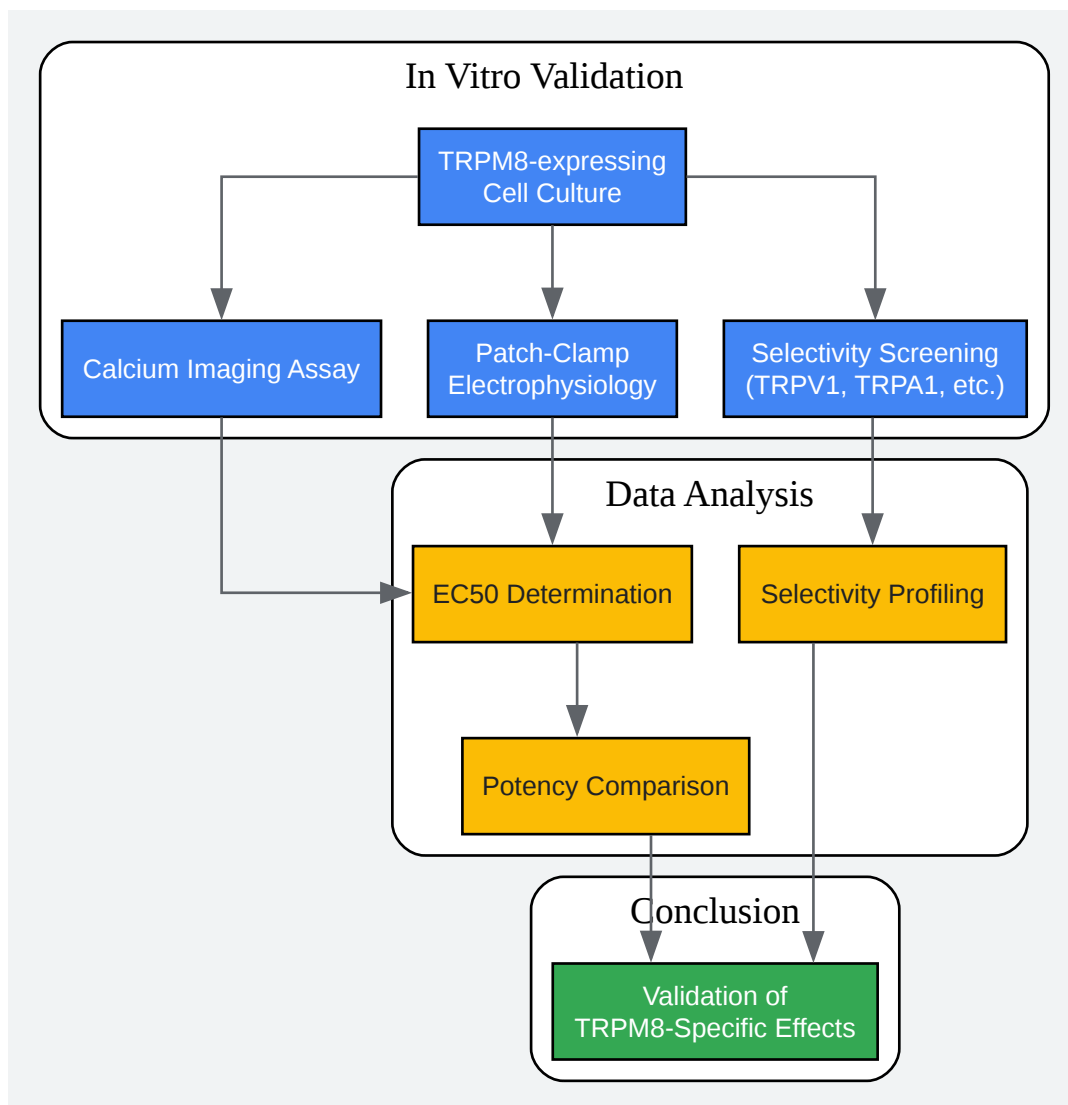 In Vitro Validation
TRPM8-expressing
Cell Culture
Calcium Imaging Assay
Patch-Clamp
Electrophysiology
Selectivity Screening
(TRPV1, TRPA1, etc.)
Data Analysis
EC50 Determination
Selectivity Profiling
Potency Comparison
Conclusion
Validation of
TRPM8-Specific Effects